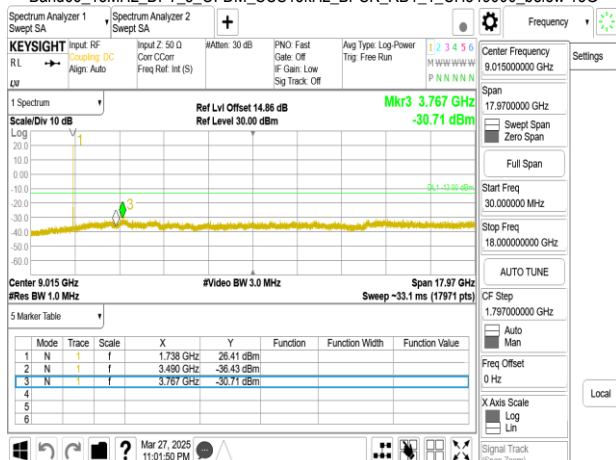 Spectrum Analyzer 1
Swept SA
Spectrum Analyzer 2
Swept SA
+
Frequency
Settings
KEYSIGHT
RL
Input: RF
Coupling: DC
Align: Auto
Input Z: 50 Ω
Corr CCorr
Freq Ref: Int (S)
#Atten: 30 dB
PNO: Fast
Gate: Off
IF Gain: Low
Sig Track: Off
Avg Type: Log-Power
Trig: Free Run
1 2 3 4 5 6
M W W W W W
P N N N N N
1 Spectrum
Scale/Div 10 dB
Log
Ref Lvl Offset 14.86 dB
Ref Level 30.00 dBm
Mkr3 3.767 GHz
-30.71 dBm
20.0
10.0
0.00
-10.0
-20.0
-30.0
-40.0
-50.0
-60.0
1
3
DL1 -13.00 dBm
Center 9.015 GHz
#Res BW 1.0 MHz
#Video BW 3.0 MHz
Span 17.97 GHz
Sweep ~33.1 ms (17971 pts)
5 Marker Table
Mode Trace Scale X Y Function Function Width Function Value
1 N 1 f 1.738 GHz 26.41 dBm
2 N 1 f 3.490 GHz -36.43 dBm
3 N 1 f 3.767 GHz -30.71 dBm
4
5
6
Mar 27, 2025
11:01:50 PM
Center Frequency
9.015000000 GHz
Span
17.9700000 GHz
Swept Span
Zero Span
Full Span
Start Freq
30.000000 MHz
Stop Freq
18.000000000 GHz
AUTO TUNE
CF Step
1.797000000 GHz
Auto
Man
Freq Offset
0 Hz
X Axis Scale
Log
Lin
Signal Track
Local